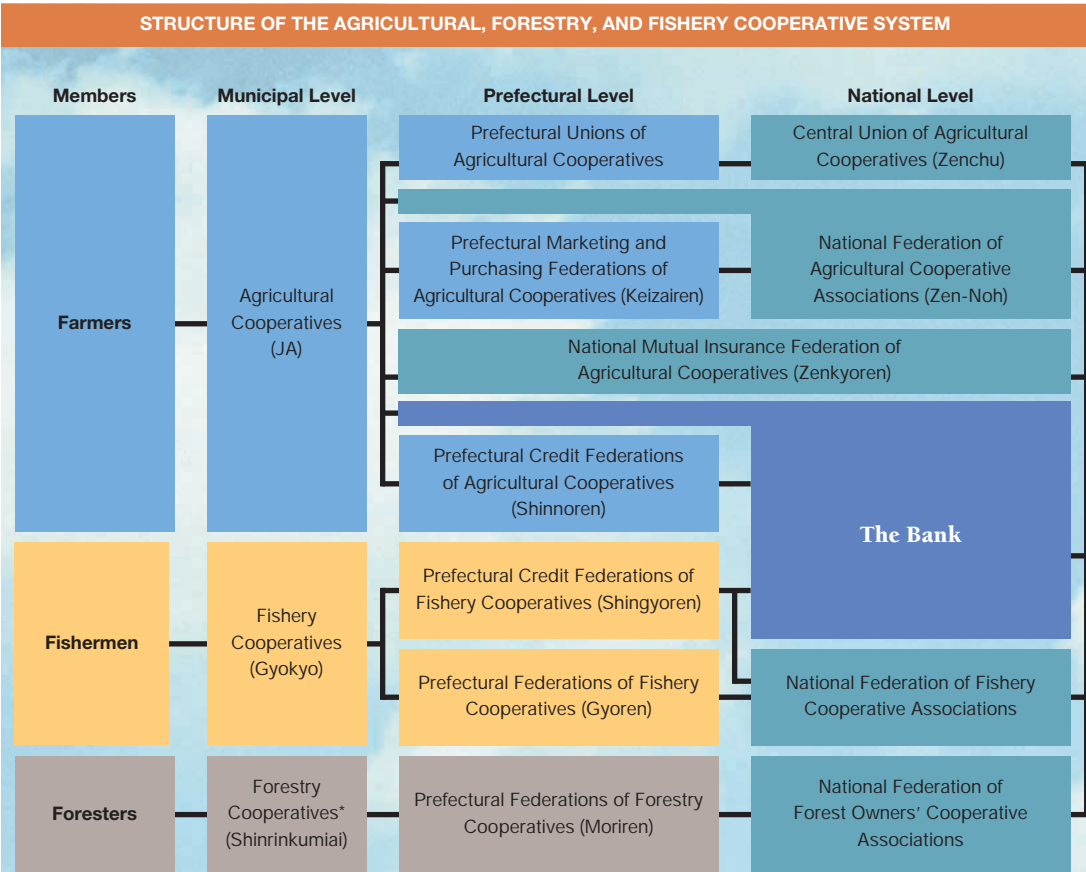 STRUCTURE OF THE AGRICULTURAL, FORESTRY, AND FISHERY COOPERATIVE SYSTEM
Members
Municipal Level
Prefectural Level
National Level
Farmers
Agricultural
Cooperatives
(JA)
Prefectural Unions of
Agricultural Cooperatives
Central Union of Agricultural
Cooperatives (Zenchu)
Prefectural Marketing and
Purchasing Federations of
Agricultural Cooperatives (Keizairen)
National Federation of
Agricultural Cooperative
Associations (Zen-Noh)
National Mutual Insurance Federation of
Agricultural Cooperatives (Zenkyoren)
Prefectural Credit Federations
of Agricultural Cooperatives
(Shinnoren)
The Bank
Fishermen
Fishery
Cooperatives
(Gyokyo)
Prefectural Credit Federations of
Fishery Cooperatives (Shingyoren)
Prefectural Federations of Fishery
Cooperatives (Gyoren)
National Federation of Fishery
Cooperative Associations
Foresters
Forestry
Cooperatives*
(Shinrinkumiai)
Prefectural Federations of Forestry
Cooperatives (Moriren)
National Federation of
Forest Owners' Cooperative
Associations